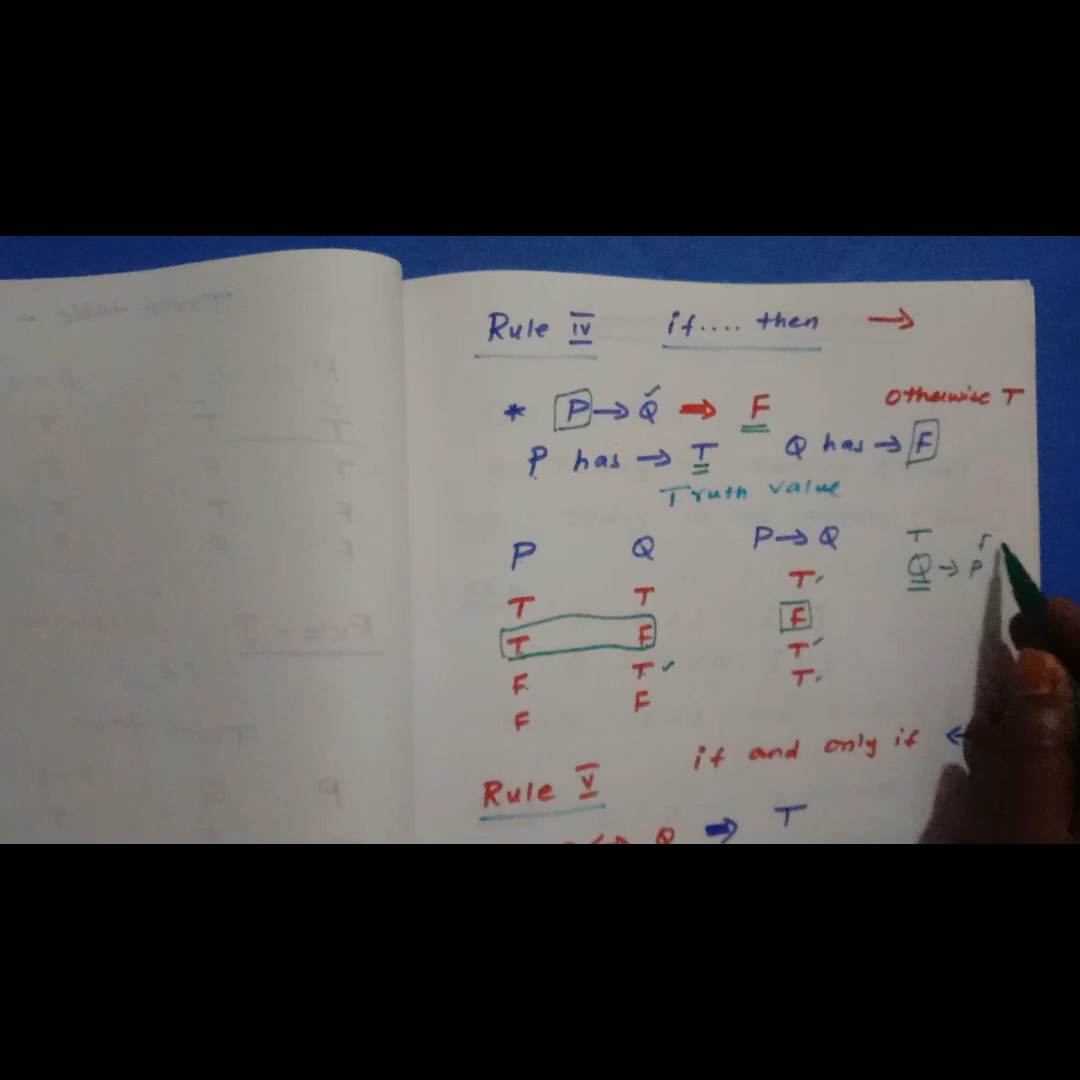 Rule IV if.... then →
* P → Q ✓ ➡ F Otherwise T
P has → T Q has → F
Truth value
P Q P → Q T
Q → P
T T T
T F F
F T ✓ T ✓
F F T
if and only if ←
Rule V
Q ➡ T